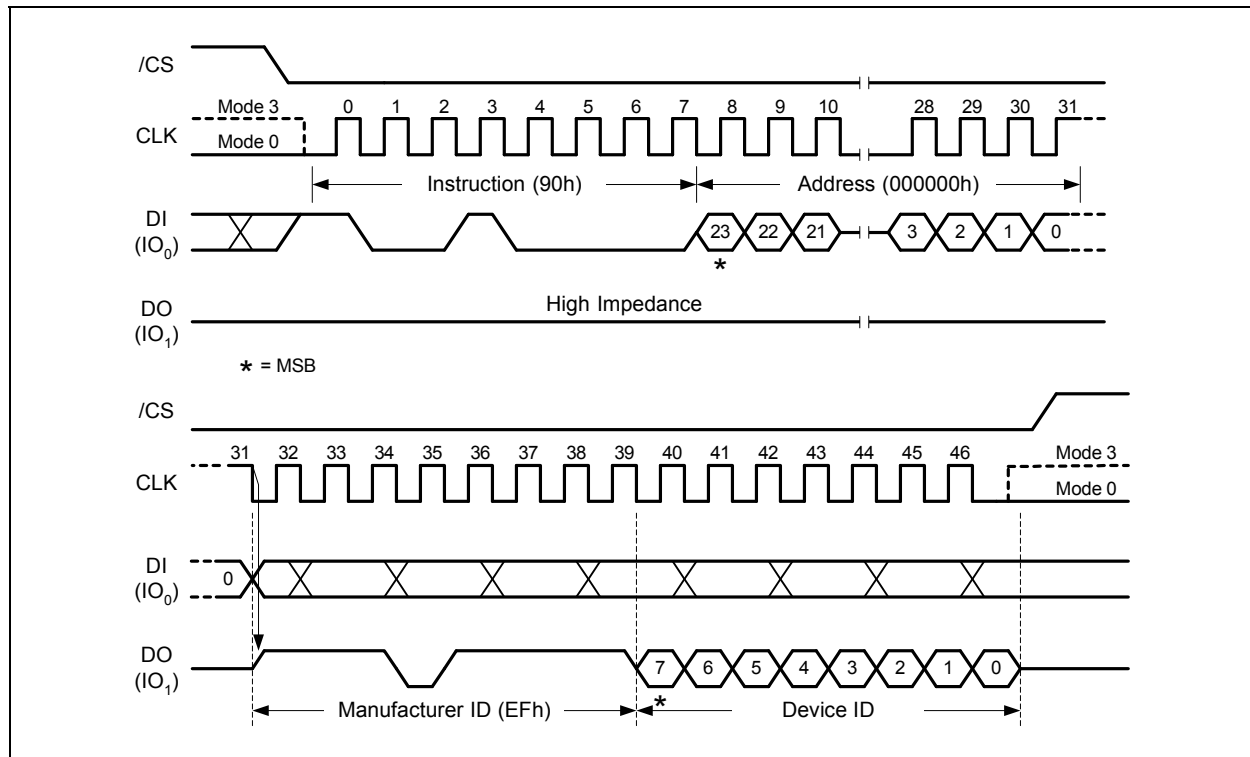 /CS
Mode 3
0 1 2 3 4 5 6 7 8 9 10 28 29 30 31
CLK
Mode 0
Instruction (90h)
Address (000000h)
DI
(IO0)
23 22 21 3 2 1 0
*
High Impedance
DO
(IO1)
* = MSB
/CS
31 32 33 34 35 36 37 38 39 40 41 42 43 44 45 46
Mode 3
CLK
Mode 0
DI
(IO0)
0
DO
(IO1)
7 6 5 4 3 2 1 0
*
Manufacturer ID (EFh)
Device ID